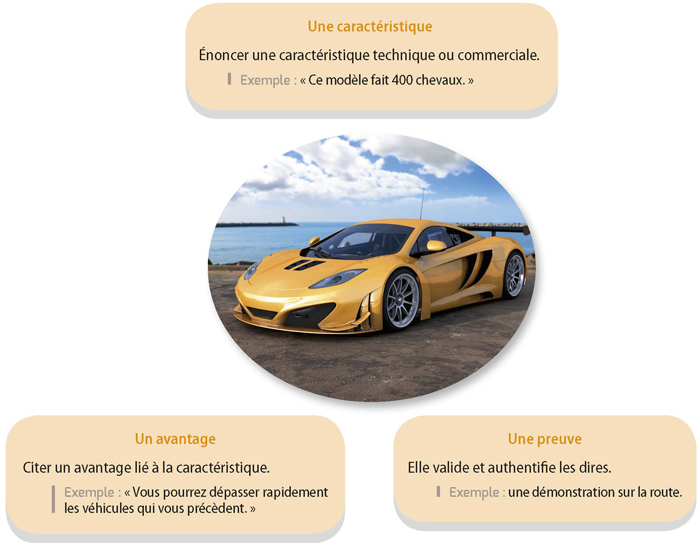 Une caractéristique
Énoncer une caractéristique technique ou commerciale.
Exemple : « Ce modèle fait 400 chevaux. »
Un avantage
Citer un avantage lié à la caractéristique.
Exemple : « Vous pourrez dépasser rapidement
les véhicules qui vous précèdent. »
Une preuve
Elle valide et authentifie les dires.
Exemple : une démonstration sur la route.